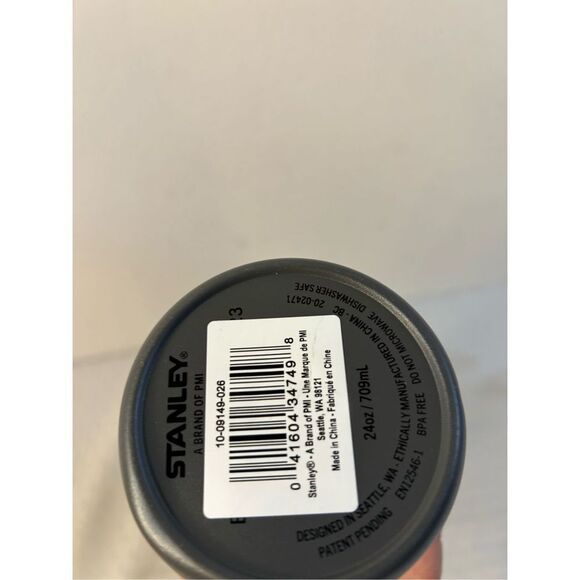 STANLEY®
A BRAND OF PMI
10-09149-026
0 41604 34749 8
Stanley® - A Brand of PMI - Une Marque de PMI
Seattle, WA 98121
Made in China - Fabriqué en Chine
24oz / 709mL
20-02471
DISHWASHER SAFE
DESIGNED IN SEATTLE, WA - ETHICALLY MANUFACTURED IN CHINA - BC
PATENT PENDING EN12546-1 BPA FREE DO NOT MICROWAVE